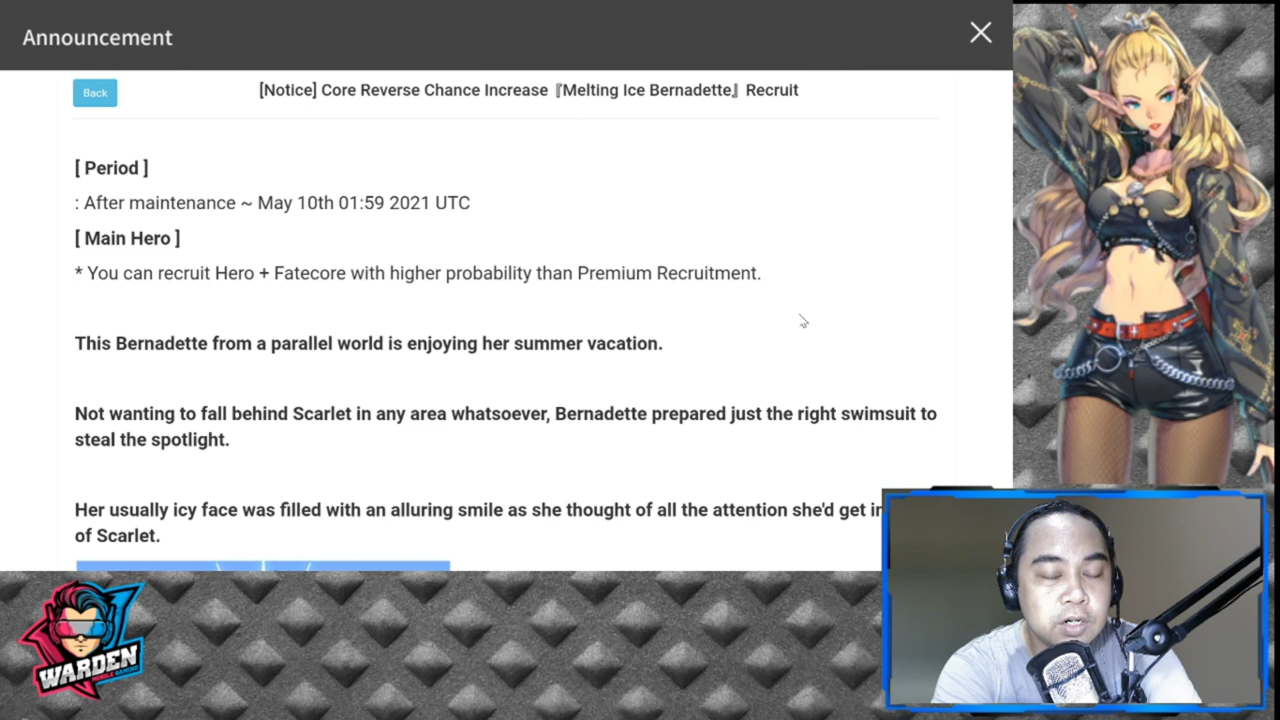 Announcement
Back
[Notice] Core Reverse Chance Increase『Melting Ice Bernadette』Recruit
[ Period ]
: After maintenance ~ May 10th 01:59 2021 UTC
[ Main Hero ]
* You can recruit Hero + Fatecore with higher probability than Premium Recruitment.
This Bernadette from a parallel world is enjoying her summer vacation.
Not wanting to fall behind Scarlet in any area whatsoever, Bernadette prepared just the right swimsuit to
steal the spotlight.
Her usually icy face was filled with an alluring smile as she thought of all the attention she'd get
of Scarlet.
WARDEN
MOBILE GAMING